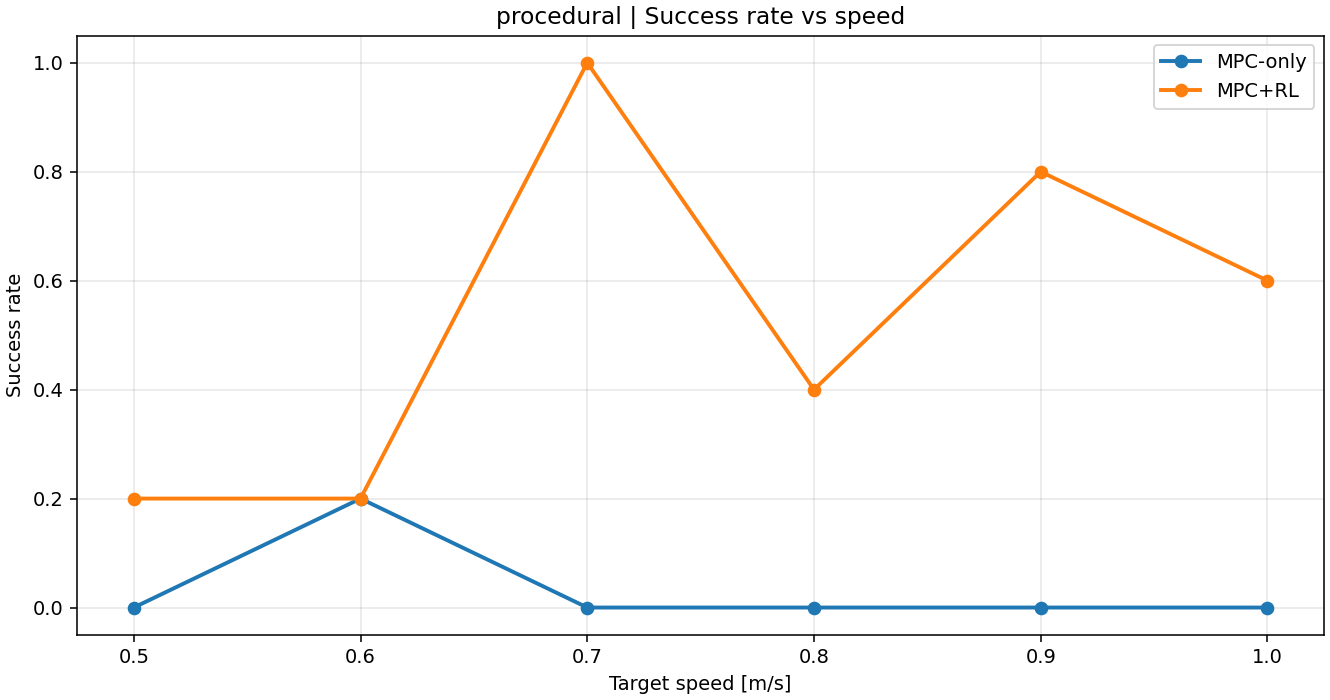 procedural | Success rate vs speed
MPC-only
MPC+RL
1.0
0.8
0.6
0.4
0.2
0.0
Success rate
0.5 0.6 0.7 0.8 0.9 1.0
Target speed [m/s]